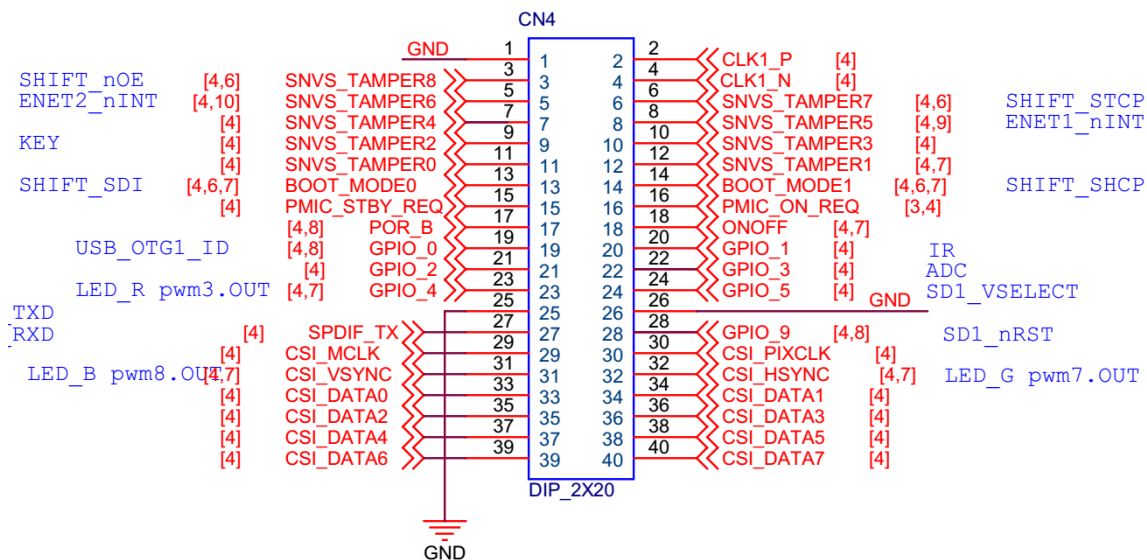 CN4
GND 1 1 2 2 CLK1_P [4]
SHIFT_nOE [4,6] SNVS_TAMPER8 3 3 4 4 CLK1_N [4]
ENET2_nINT [4,10] SNVS_TAMPER6 5 5 6 6 SNVS_TAMPER7 [4,6] SHIFT_STCP
[4] SNVS_TAMPER4 7 7 8 8 SNVS_TAMPER5 [4,9] ENET1_nINT
KEY [4] SNVS_TAMPER2 9 9 10 10 SNVS_TAMPER3 [4]
[4] SNVS_TAMPER0 11 11 12 12 SNVS_TAMPER1 [4,7]
SHIFT_SDI [4,6,7] BOOT_MODE0 13 13 14 14 BOOT_MODE1 [4,6,7] SHIFT_SHCP
[4] PMIC_STBY_REQ 15 15 16 16 PMIC_ON_REQ [3,4]
[4,8] POR_B 17 17 18 18 ONOFF [4,7]
USB_OTG1_ID [4,8] GPIO_0 19 19 20 20 GPIO_1 [4] IR
[4] GPIO_2 21 21 22 22 GPIO_3 [4] ADC
LED_R pwm3.OUT [4,7] GPIO_4 23 23 24 24 GPIO_5 [4] SD1_VSELECT
TXD 25 25 26 26 GND
RXD [4] SPDIF_TX 27 27 28 28 GPIO_9 [4,8] SD1_nRST
[4] CSI_MCLK 29 29 30 30 CSI_PIXCLK [4]
LED_B pwm8.OUT [4,7] CSI_VSYNC 31 31 32 32 CSI_HSYNC [4,7] LED_G pwm7.OUT
[4] CSI_DATA0 33 33 34 34 CSI_DATA1 [4]
[4] CSI_DATA2 35 35 36 36 CSI_DATA3 [4]
[4] CSI_DATA4 37 37 38 38 CSI_DATA5 [4]
[4] CSI_DATA6 39 39 40 40 CSI_DATA7 [4]
DIP_2X20
GND